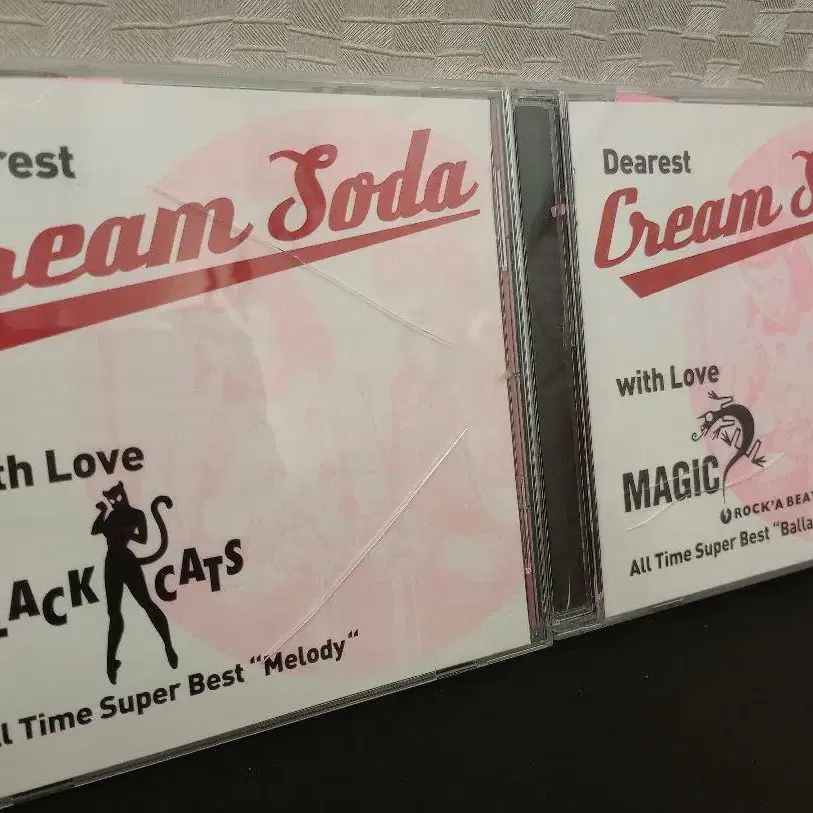 rest
ream Soda
th Love
LACK CATS
ll Time Super Best "Melody"
Dearest
Cream S
with Love
MAGIC
ROCK'A BEAT
All Time Super Best "Balla